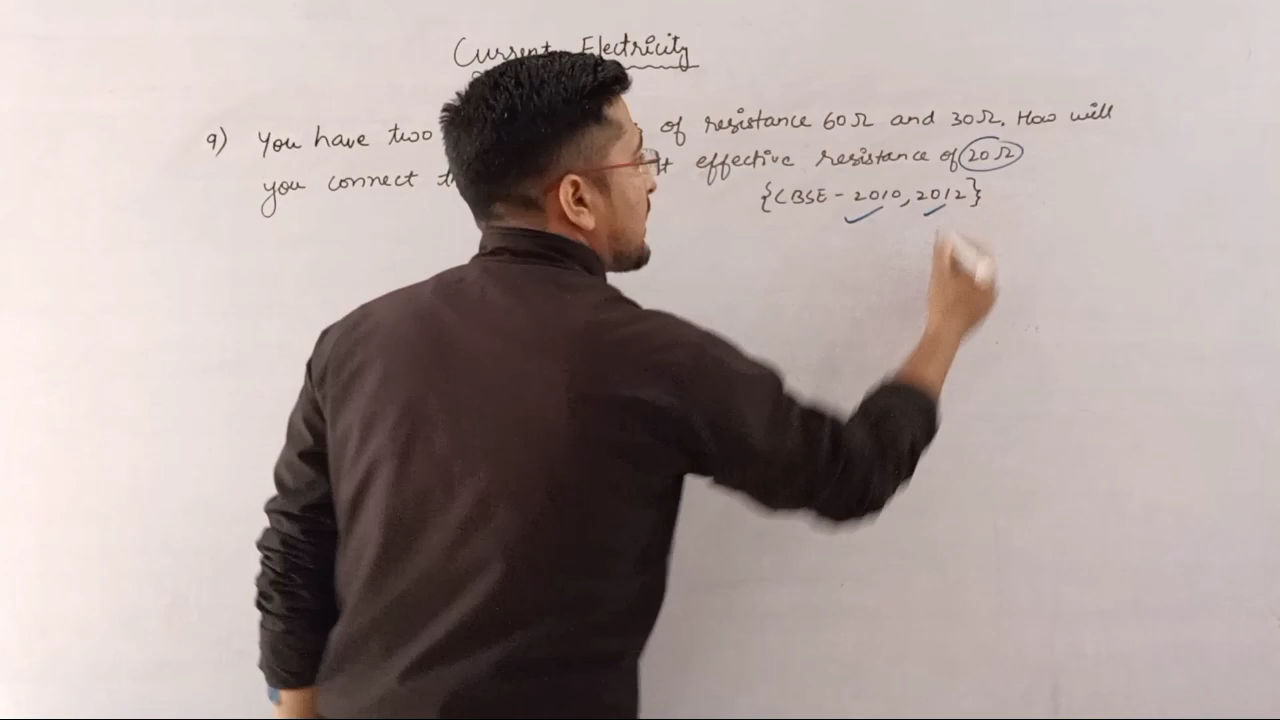 Current Electricity
9) You have two of resistance 60Ω and 30Ω. How will
you connect effective resistance of 20Ω
{CBSE - 2010, 2012}